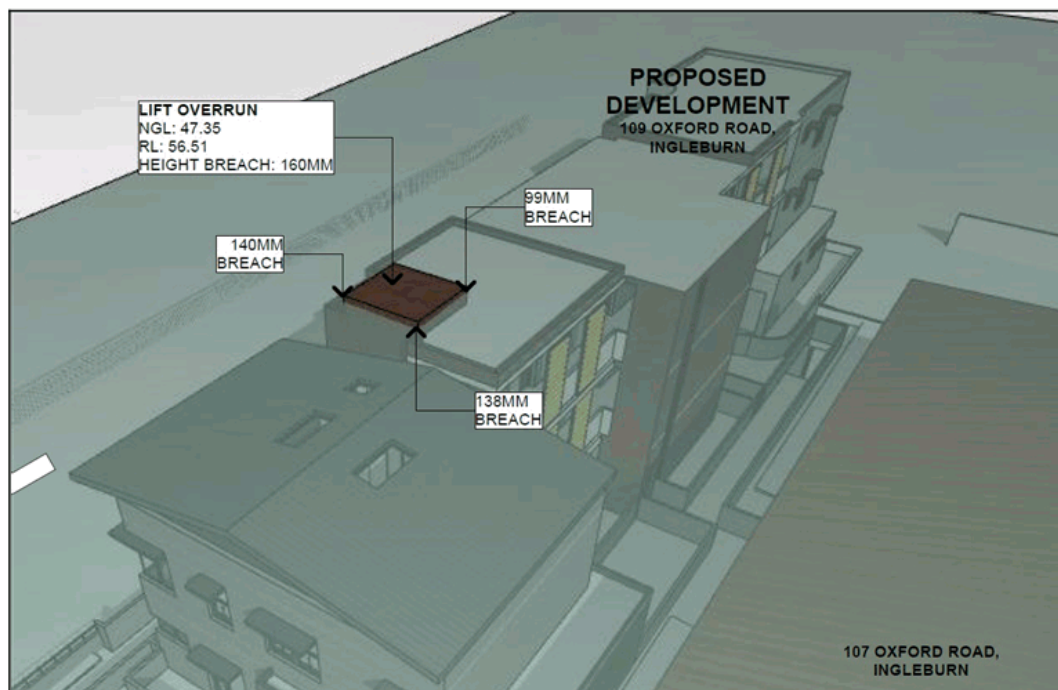 PROPOSED
DEVELOPMENT
109 OXFORD ROAD,
INGLEBURN
LIFT OVERRUN
NGL: 47.35
RL: 56.51
HEIGHT BREACH: 160MM
99MM
BREACH
140MM
BREACH
138MM
BREACH
107 OXFORD ROAD,
INGLEBURN